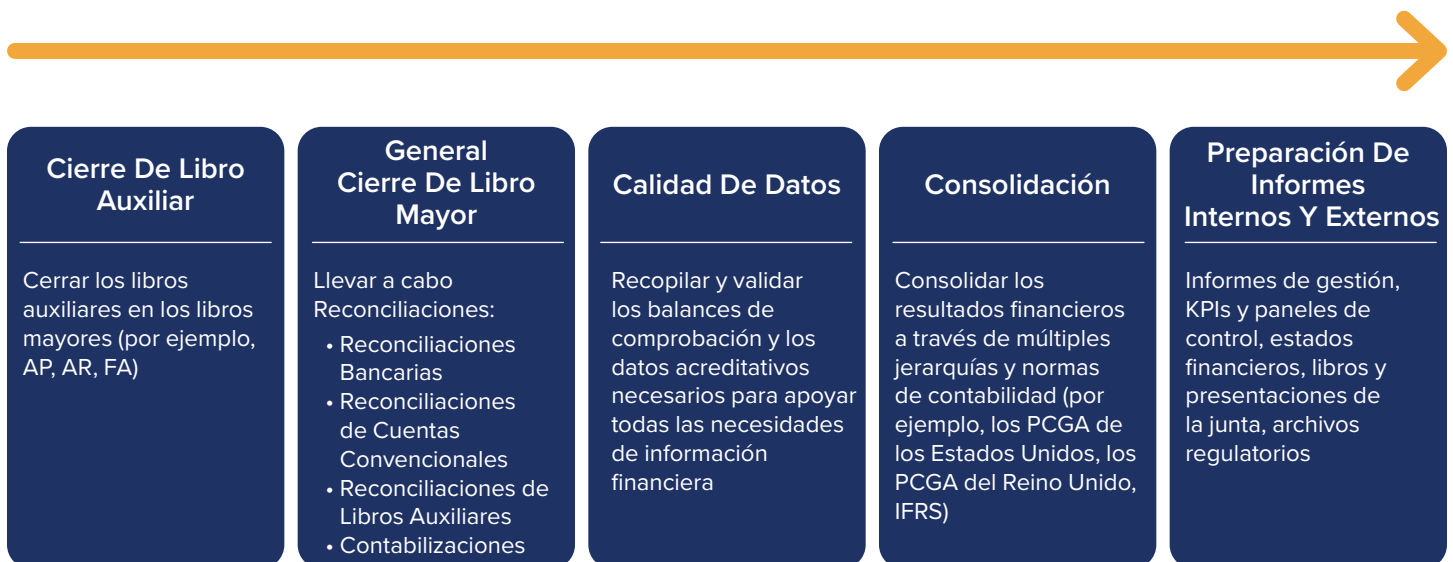 Cierre De Libro
Auxiliar
Cerrar los libros
auxiliares en los libros
mayores (por ejemplo,
AP, AR, FA)
General
Cierre De Libro
Mayor
Llevar a cabo
Reconciliaciones:
• Reconciliaciones
Bancarias
• Reconciliaciones
de Cuentas
Convencionales
• Reconciliaciones de
Libros Auxiliares
• Contabilizaciones
Calidad De Datos
Recopilar y validar
los balances de
comprobación y los
datos acreditativos
necesarios para apoyar
todas las necesidades
de información
financiera
Consolidación
Consolidar los
resultados financieros
a través de múltiples
jerarquías y normas
de contabilidad (por
ejemplo, los PCGA de
los Estados Unidos, los
PCGA del Reino Unido,
IFRS)
Preparación De
Informes
Internos Y Externos
Informes de gestión,
KPIs y paneles de
control, estados
financieros, libros y
presentaciones de
la junta, archivos
regulatorios